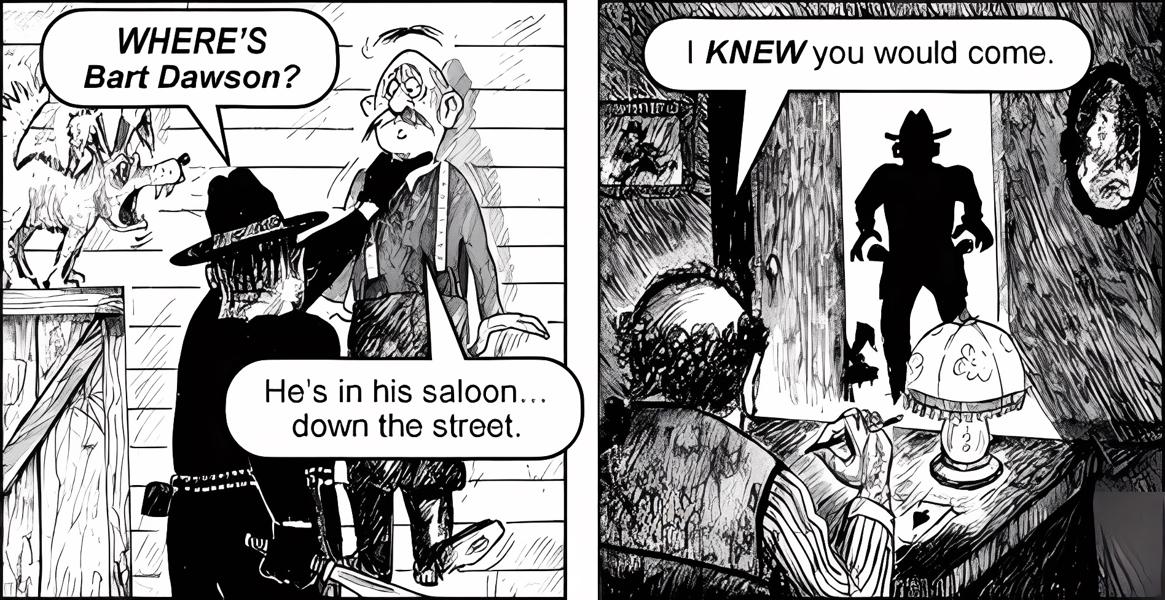 WHERE'S
Bart Dawson?
He's in his saloon...
down the street.
I KNEW you would come.